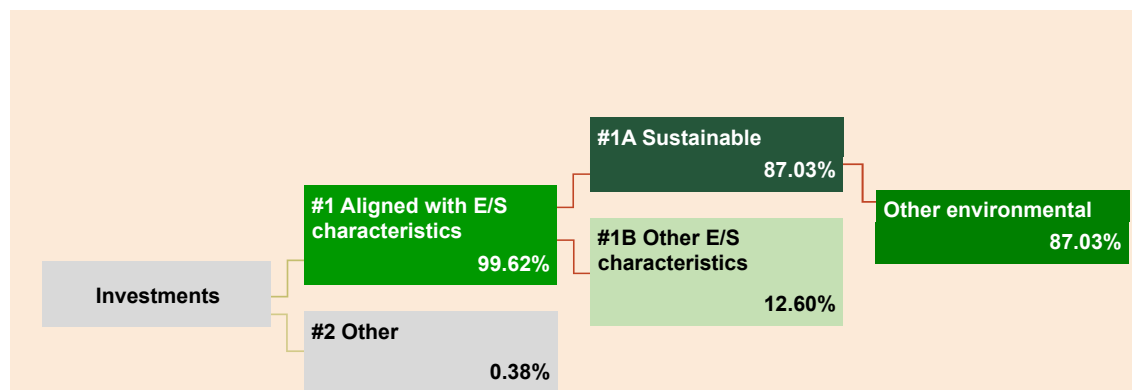 Investments
#1 Aligned with E/S
characteristics
99.62%
#2 Other
0.38%
#1A Sustainable
87.03%
#1B Other E/S
characteristics
12.60%
Other environmental
87.03%